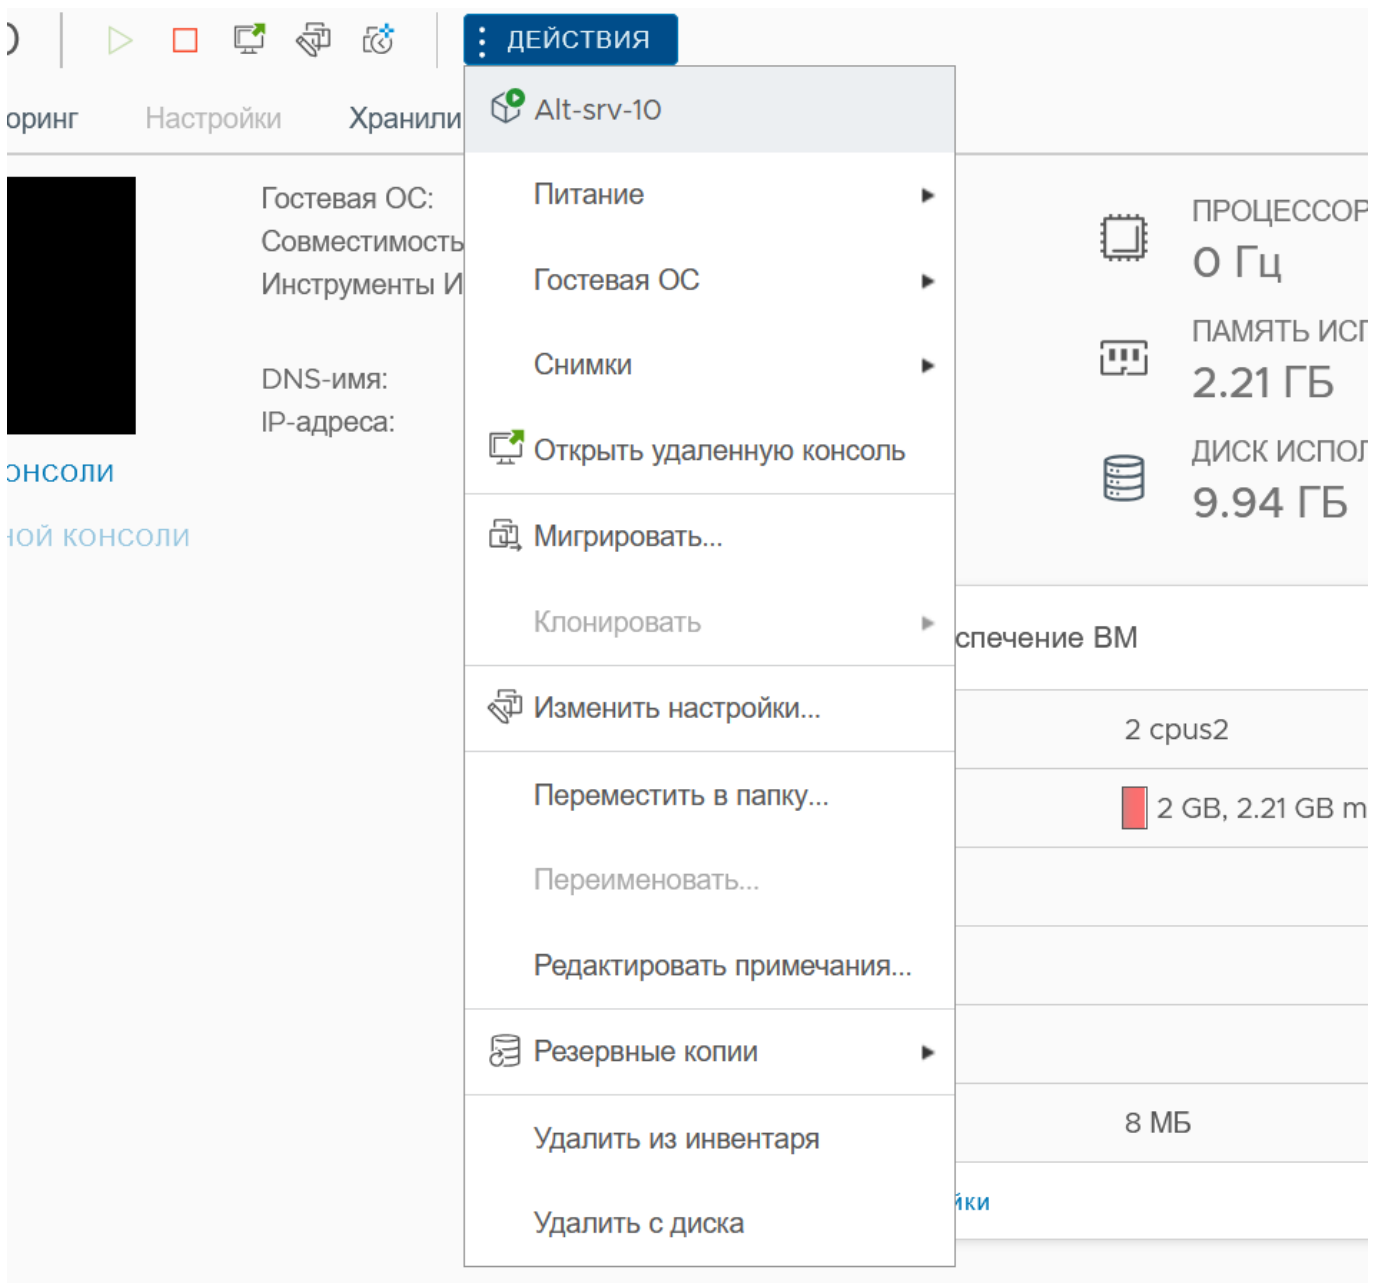 ДЕЙСТВИЯ
оринг Настройки Хранили
Alt-srv-10
Питание
Гостевая ОС
Снимки
Открыть удаленную консоль
Мигрировать...
Клонировать
Изменить настройки...
Переместить в папку...
Переименовать...
Редактировать примечания...
Резервные копии
Удалить из инвентаря
Удалить с диска
Гостевая ОС:
Совместимость
Инструменты И
DNS-имя:
IP-адреса:
ОНСОЛИ
НОЙ КОНСОЛИ
ПРОЦЕССОР
0 Гц
ПАМЯТЬ ИСП
2.21 ГБ
ДИСК ИСПОЛ
9.94 ГБ
спечение ВМ
2 cpus2
2 GB, 2.21 GB m
8 МБ
йки